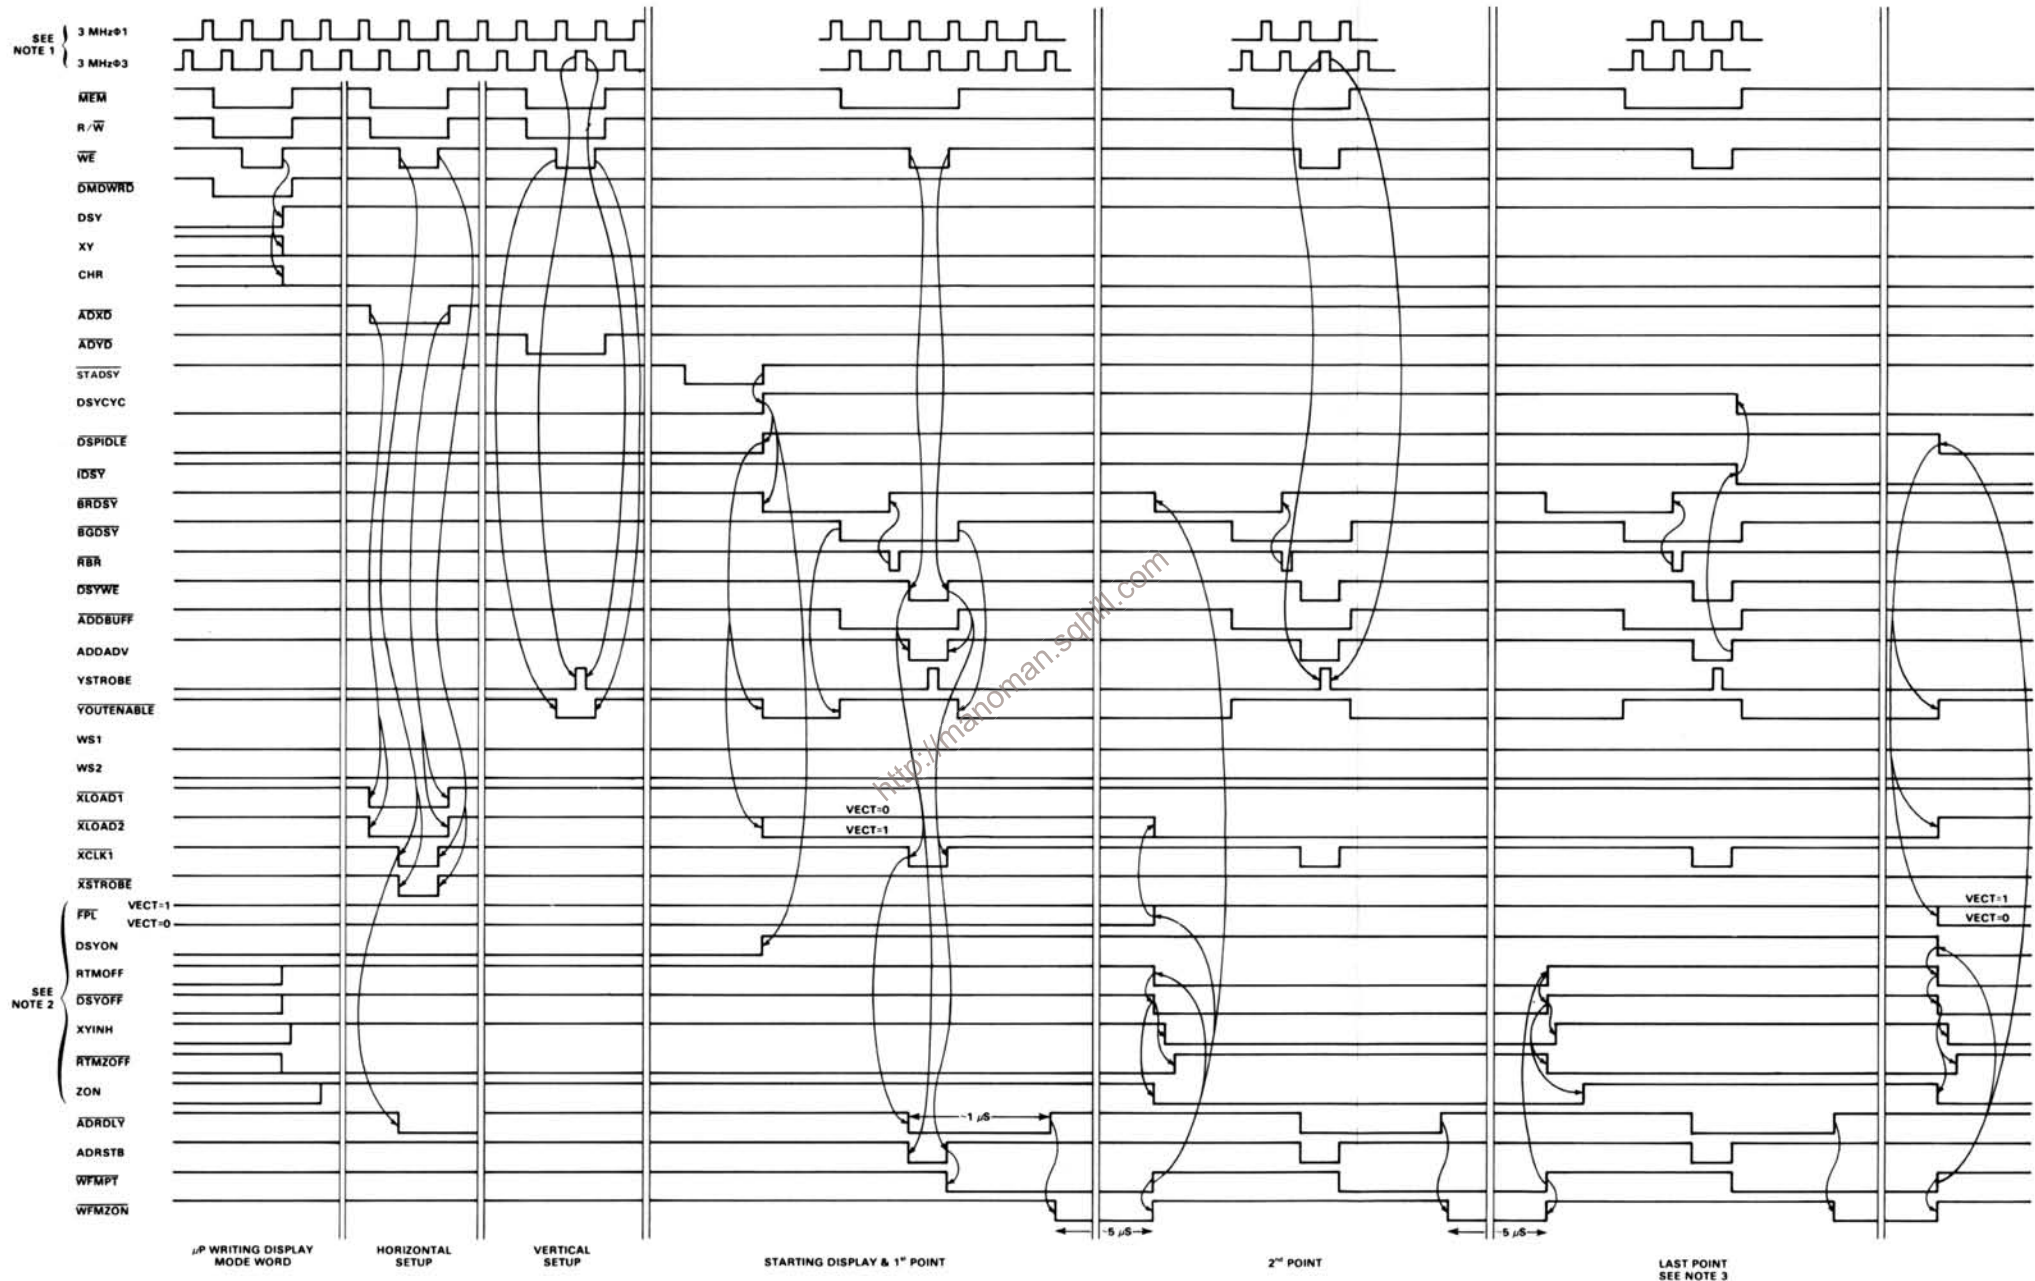 SEE
NOTE 1
3 MHzΦ1
3 MHzΦ3
MEM
R/W
WE
DMDWRD
DSY
XY
CHR
ADXD
ADYD
STADSY
DSYCYC
DSPIDLE
IDSY
BRDSY
BGDSY
RBR
DSYWE
ADDBUFF
ADDADV
YSTROBE
YOUTENABLE
WS1
WS2
XLOAD1
VECT=0
XLOAD2
VECT=1
XCLK1
XSTROBE
VECT=1
FPL
VECT=0
VECT=1
VECT=0
DSYON
RTMOFF
SEE
NOTE 2
DSYOFF
XYINH
RTMZOFF
ZON
ADRDLY
~1 μS
ADRSTB
WFMPT
WFMZON
~5 μS
~5 μS
μP WRITING DISPLAY
MODE WORD
HORIZONTAL
SETUP
VERTICAL
SETUP
STARTING DISPLAY & 1ST POINT
2ND POINT
LAST POINT
SEE NOTE 3
http://manoman.sqhill.com